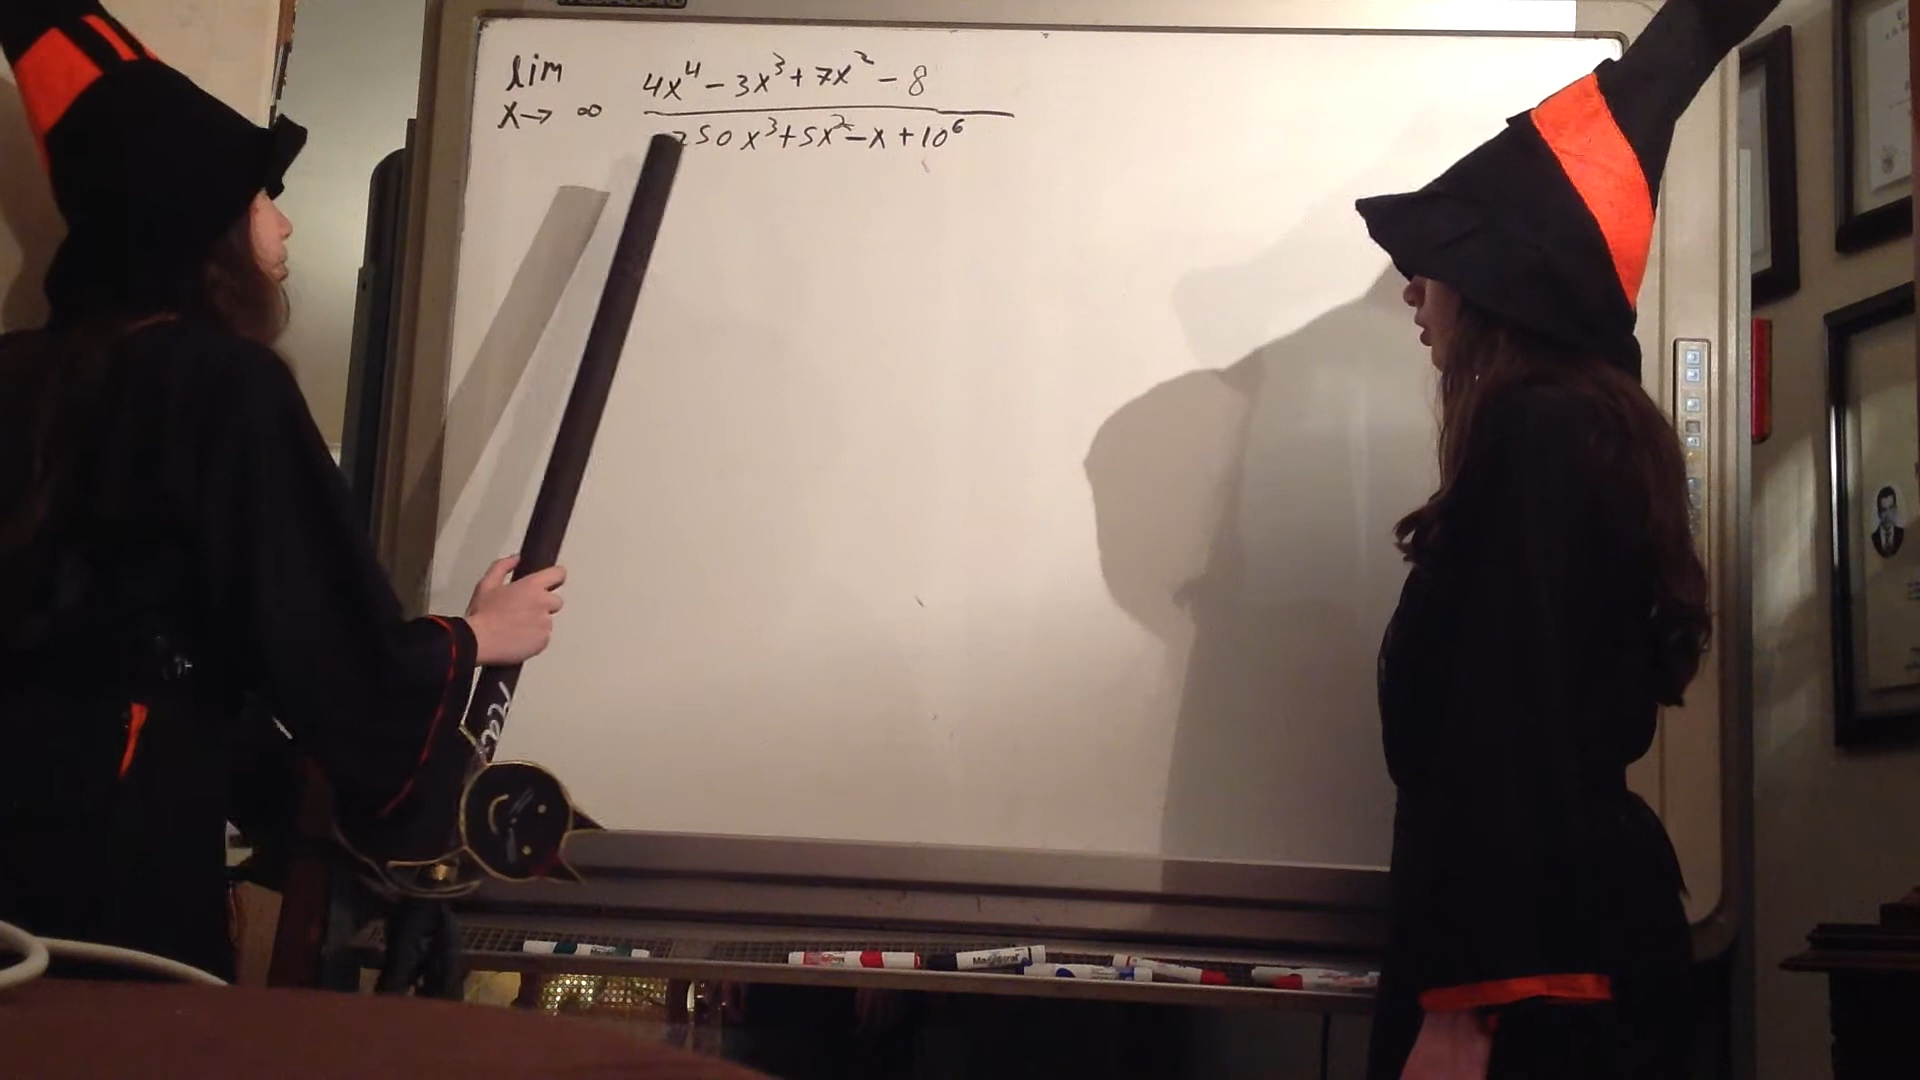 lim 4x⁴ - 3x³ + 7x² - 8
x→ ∞ 250x³ + 5x² - x + 10⁶